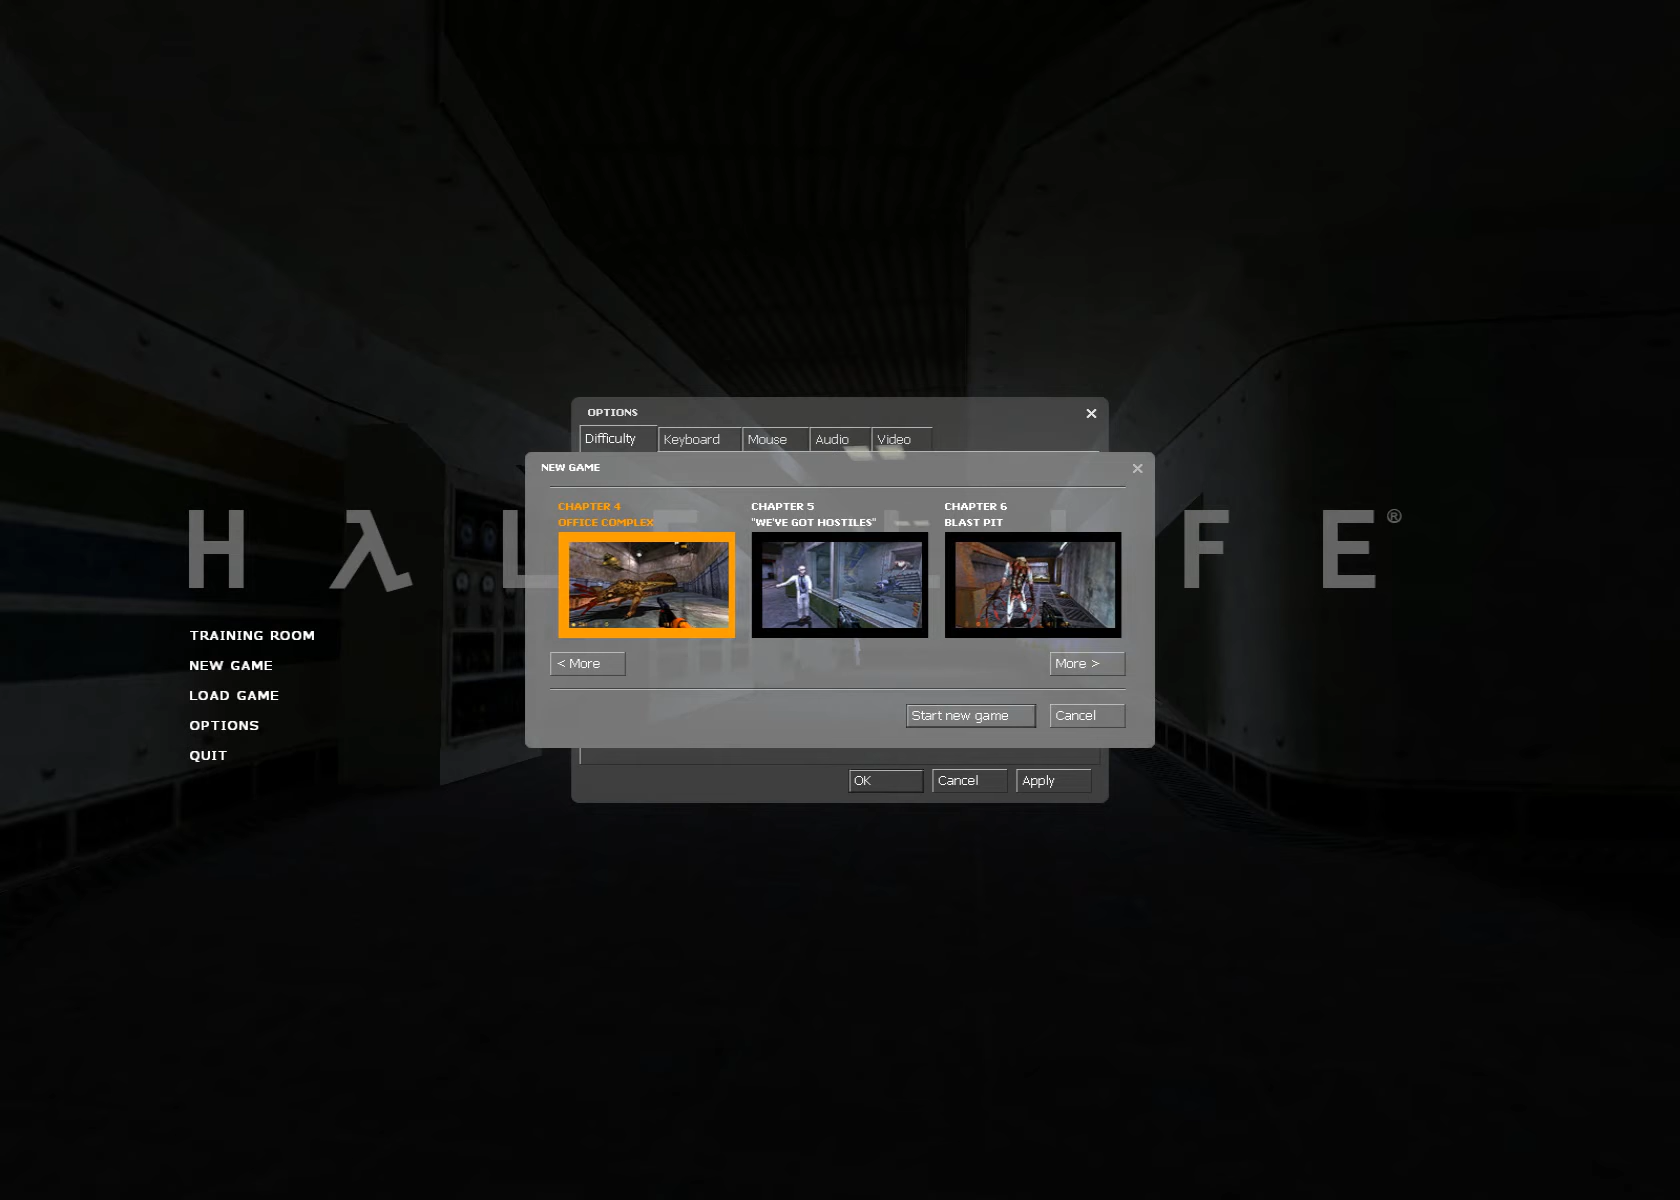 OPTIONS
Difficulty Keyboard Mouse Audio Video
NEW GAME
CHAPTER 4
OFFICE COMPLEX
CHAPTER 5
"WE'VE GOT HOSTILES"
CHAPTER 6
BLAST PIT
H λ L F - L I F E ®
< More
More >
Start new game
Cancel
OK
Cancel
Apply
TRAINING ROOM
NEW GAME
LOAD GAME
OPTIONS
QUIT